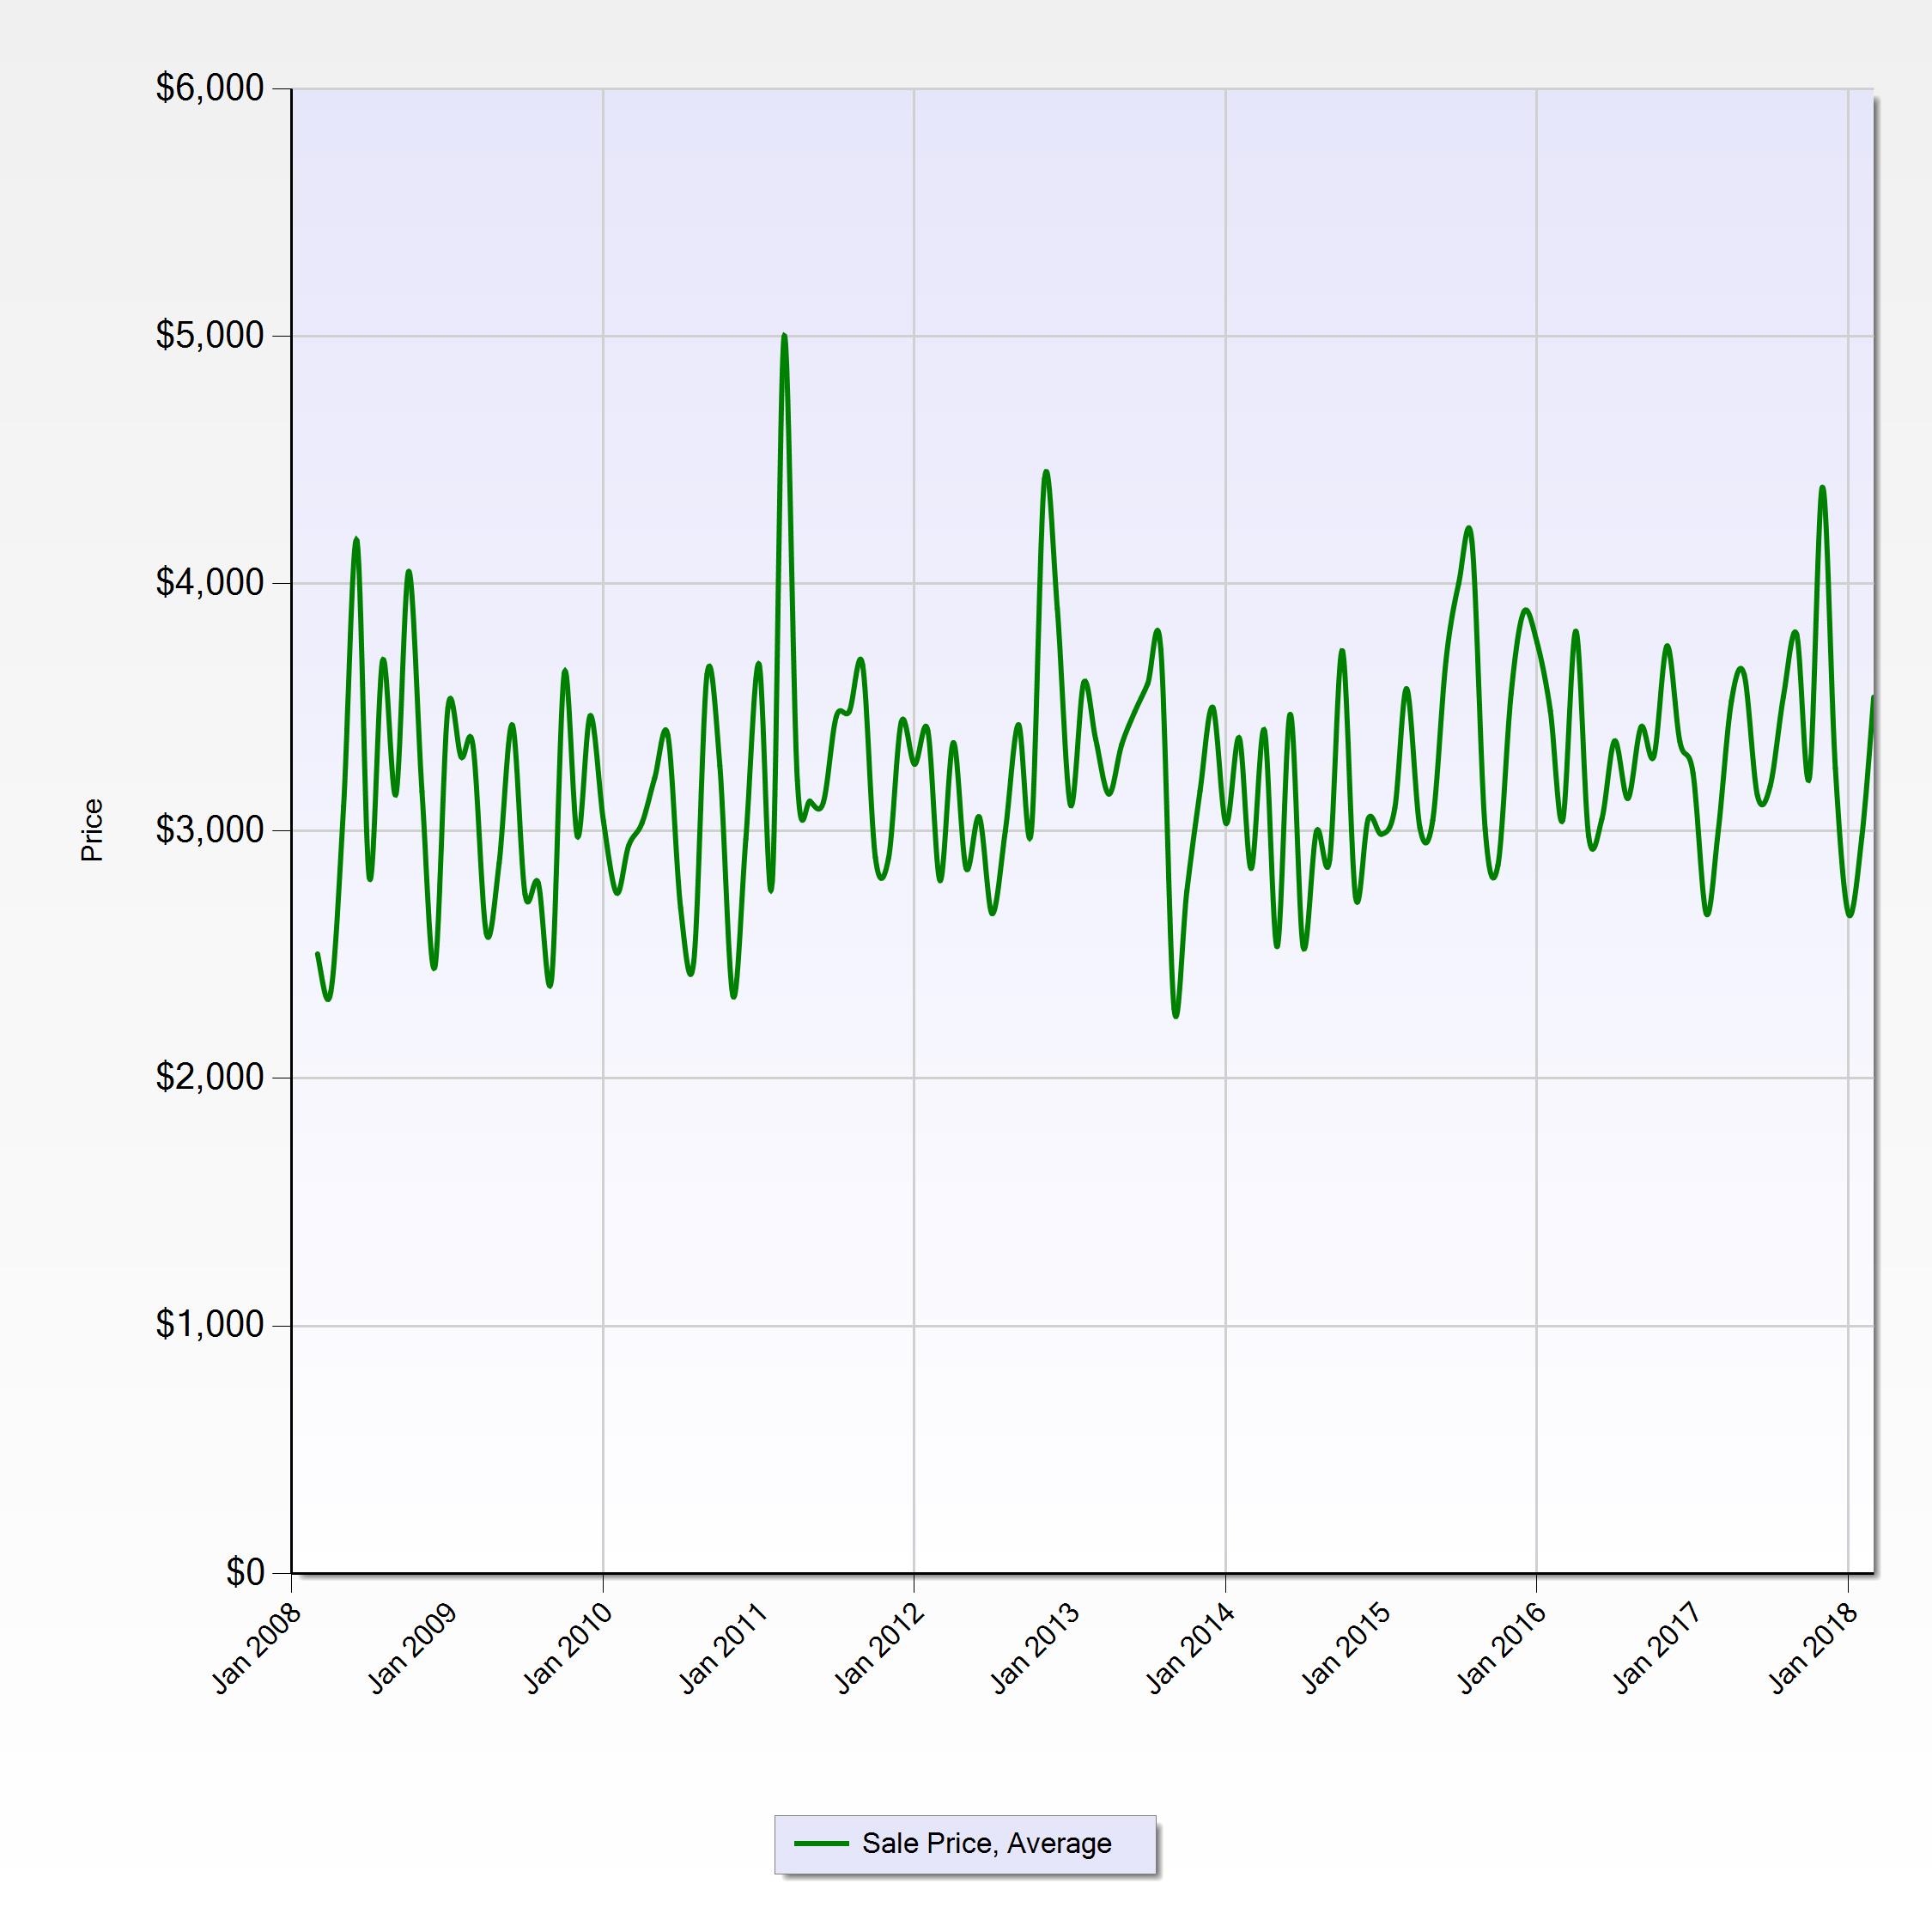 $6,000
$5,000
$4,000
$3,000
$2,000
$1,000
$0
Price
Jan 2008
Jan 2009
Jan 2010
Jan 2011
Jan 2012
Jan 2013
Jan 2014
Jan 2015
Jan 2016
Jan 2017
Jan 2018
Sale Price, Average